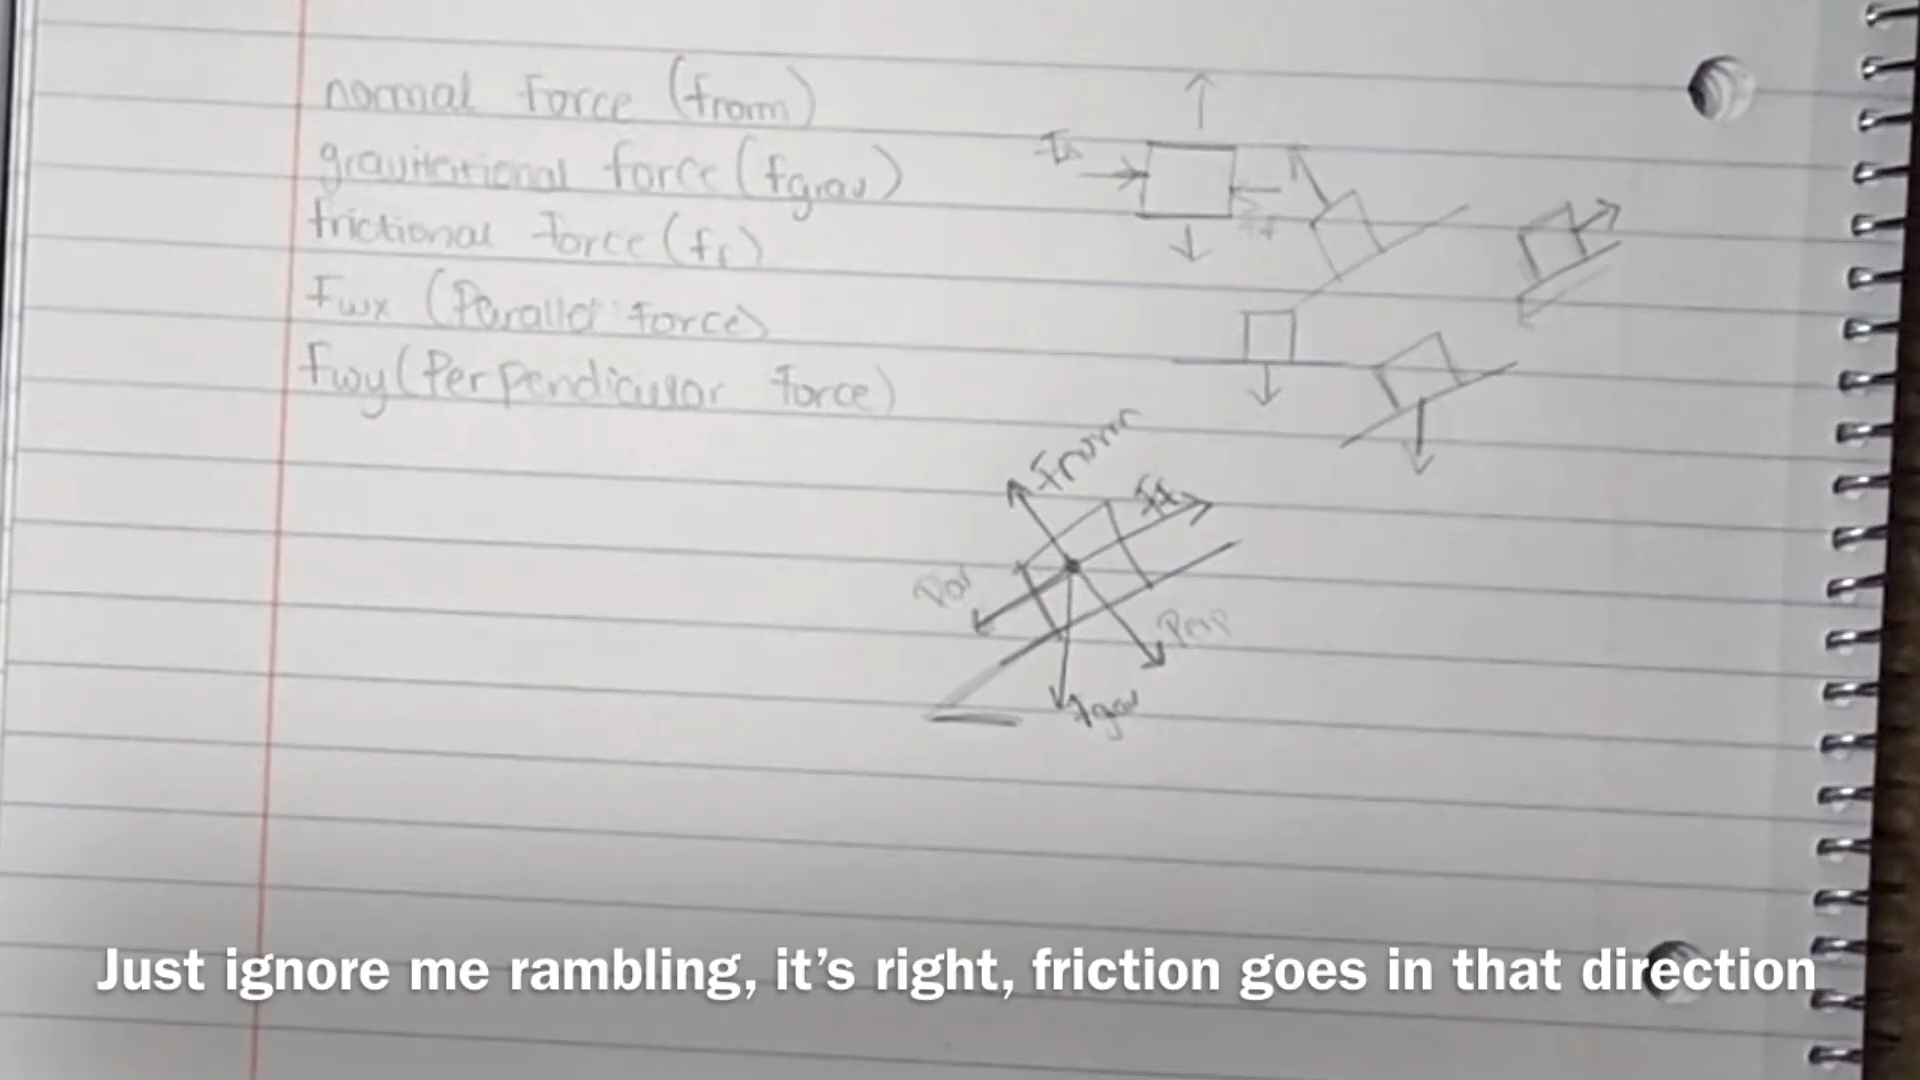 normal force (fnorm)
gravitational force (fgrav)
frictional force (ff)
Fwx (Parallel force)
Fwy (Perpendicular force)
Fnorm
Ff
Par
Perp
fgrav
Just ignore me rambling, it’s right, friction goes in that direction